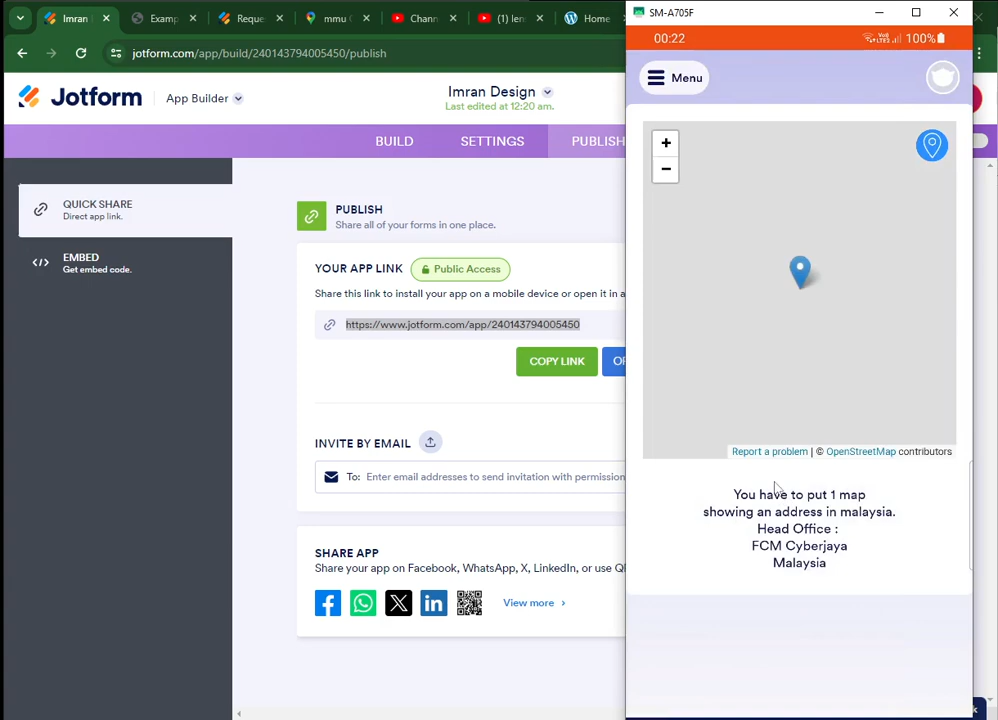 Imran
Examp
Reque
mmu
Chann
(1) len
Home
jotform.com/app/build/240143794005450/publish
Jotform
App Builder
Imran Design
Last edited at 12:20 am.
BUILD
SETTINGS
PUBLISH
QUICK SHARE
Direct app link.
EMBED
Get embed code.
PUBLISH
Share all of your forms in one place.
YOUR APP LINK
Public Access
Share this link to install your app on a mobile device or open it in a
https://www.jotform.com/app/240143794005450
COPY LINK
INVITE BY EMAIL
To: Enter email addresses to send invitation with permission
SHARE APP
Share your app on Facebook, WhatsApp, X, LinkedIn, or use QR
View more
SM-A705F
00:22
100%
Menu
+
−
Report a problem | © OpenStreetMap contributors
You have to put 1 map
showing an address in malaysia.
Head Office :
FCM Cyberjaya
Malaysia